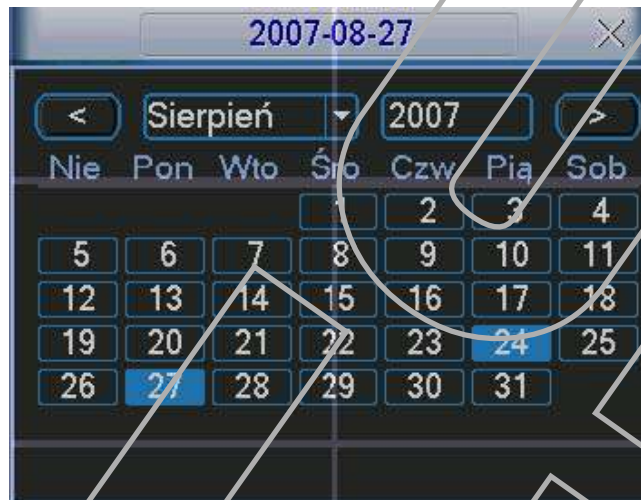 2007-08-27
< Sierpień 2007 >
Nie Pon Wto Śro Czw Pią Sob
1 2 3 4
5 6 7 8 9 10 11
12 13 14 15 16 17 18
19 20 21 22 23 24 25
26 27 28 29 30 31